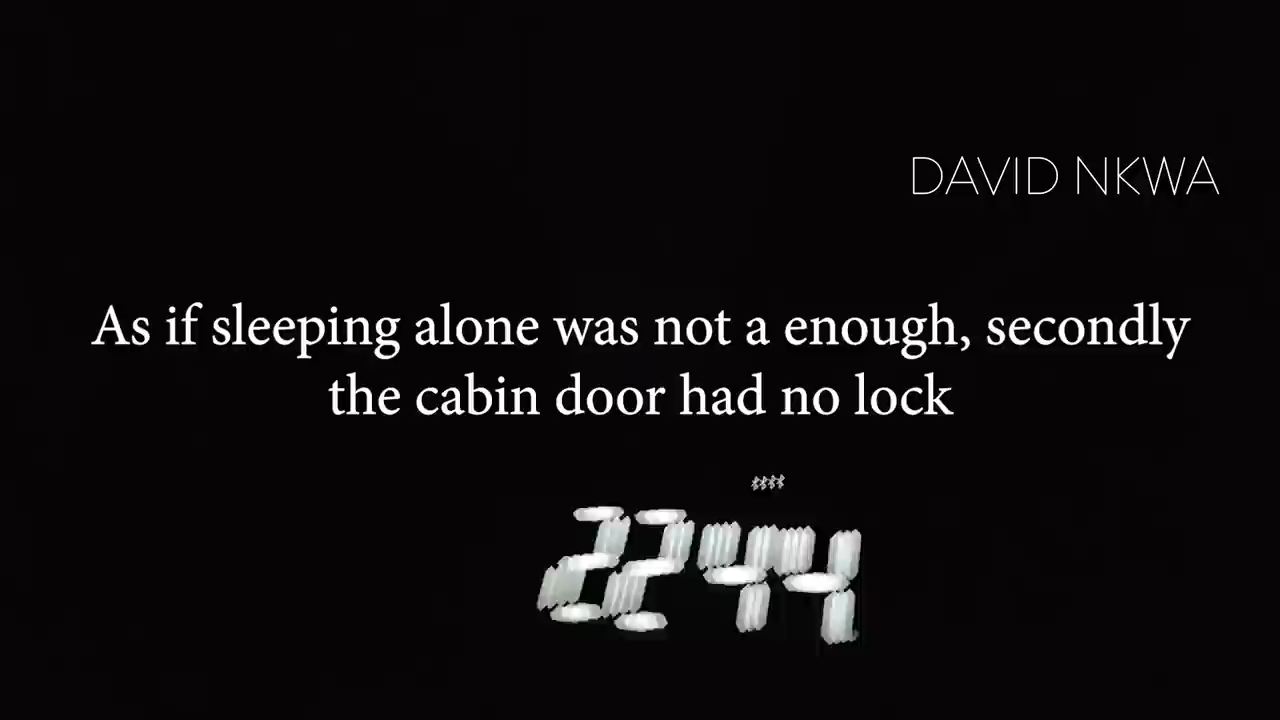 DAVID NKWA
As if sleeping alone was not a enough, secondly
the cabin door had no lock
2244